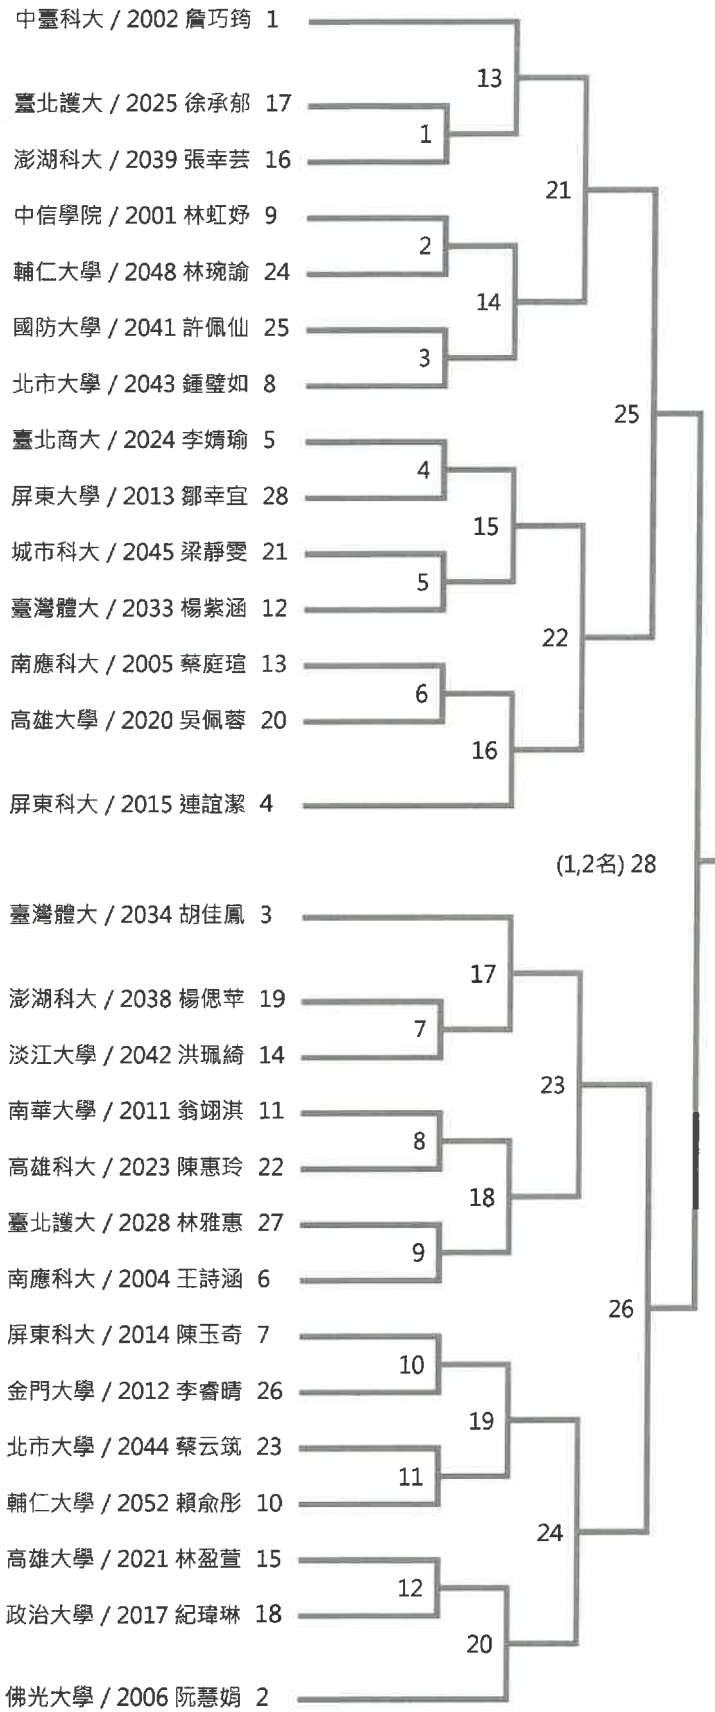 中臺科大 / 2002 詹巧筠 1
13
臺北護大 / 2025 徐承郁 17
1
澎湖科大 / 2039 張幸芸 16
21
中信學院 / 2001 林虹妤 9
2
輔仁大學 / 2048 林琬諭 24
14
國防大學 / 2041 許佩仙 25
3
北市大學 / 2043 鍾璧如 8
25
臺北商大 / 2024 李婧瑜 5
4
屏東大學 / 2013 鄒幸宜 28
15
城市科大 / 2045 梁靜雯 21
5
臺灣體大 / 2033 楊紫涵 12
22
南應科大 / 2005 蔡庭瑄 13
6
高雄大學 / 2020 吳佩蓉 20
16
屏東科大 / 2015 連誼潔 4
(1,2名) 28
臺灣體大 / 2034 胡佳鳳 3
17
澎湖科大 / 2038 楊偲苹 19
7
淡江大學 / 2042 洪珮綺 14
23
南華大學 / 2011 翁翊淇 11
8
高雄科大 / 2023 陳惠玲 22
18
臺北護大 / 2028 林雅惠 27
9
南應科大 / 2004 王詩涵 6
26
屏東科大 / 2014 陳玉奇 7
10
金門大學 / 2012 李睿晴 26
19
北市大學 / 2044 蔡云筑 23
11
輔仁大學 / 2052 賴俞彤 10
24
高雄大學 / 2021 林盈萱 15
12
政治大學 / 2017 紀瑋琳 18
20
佛光大學 / 2006 阮慧娟 2